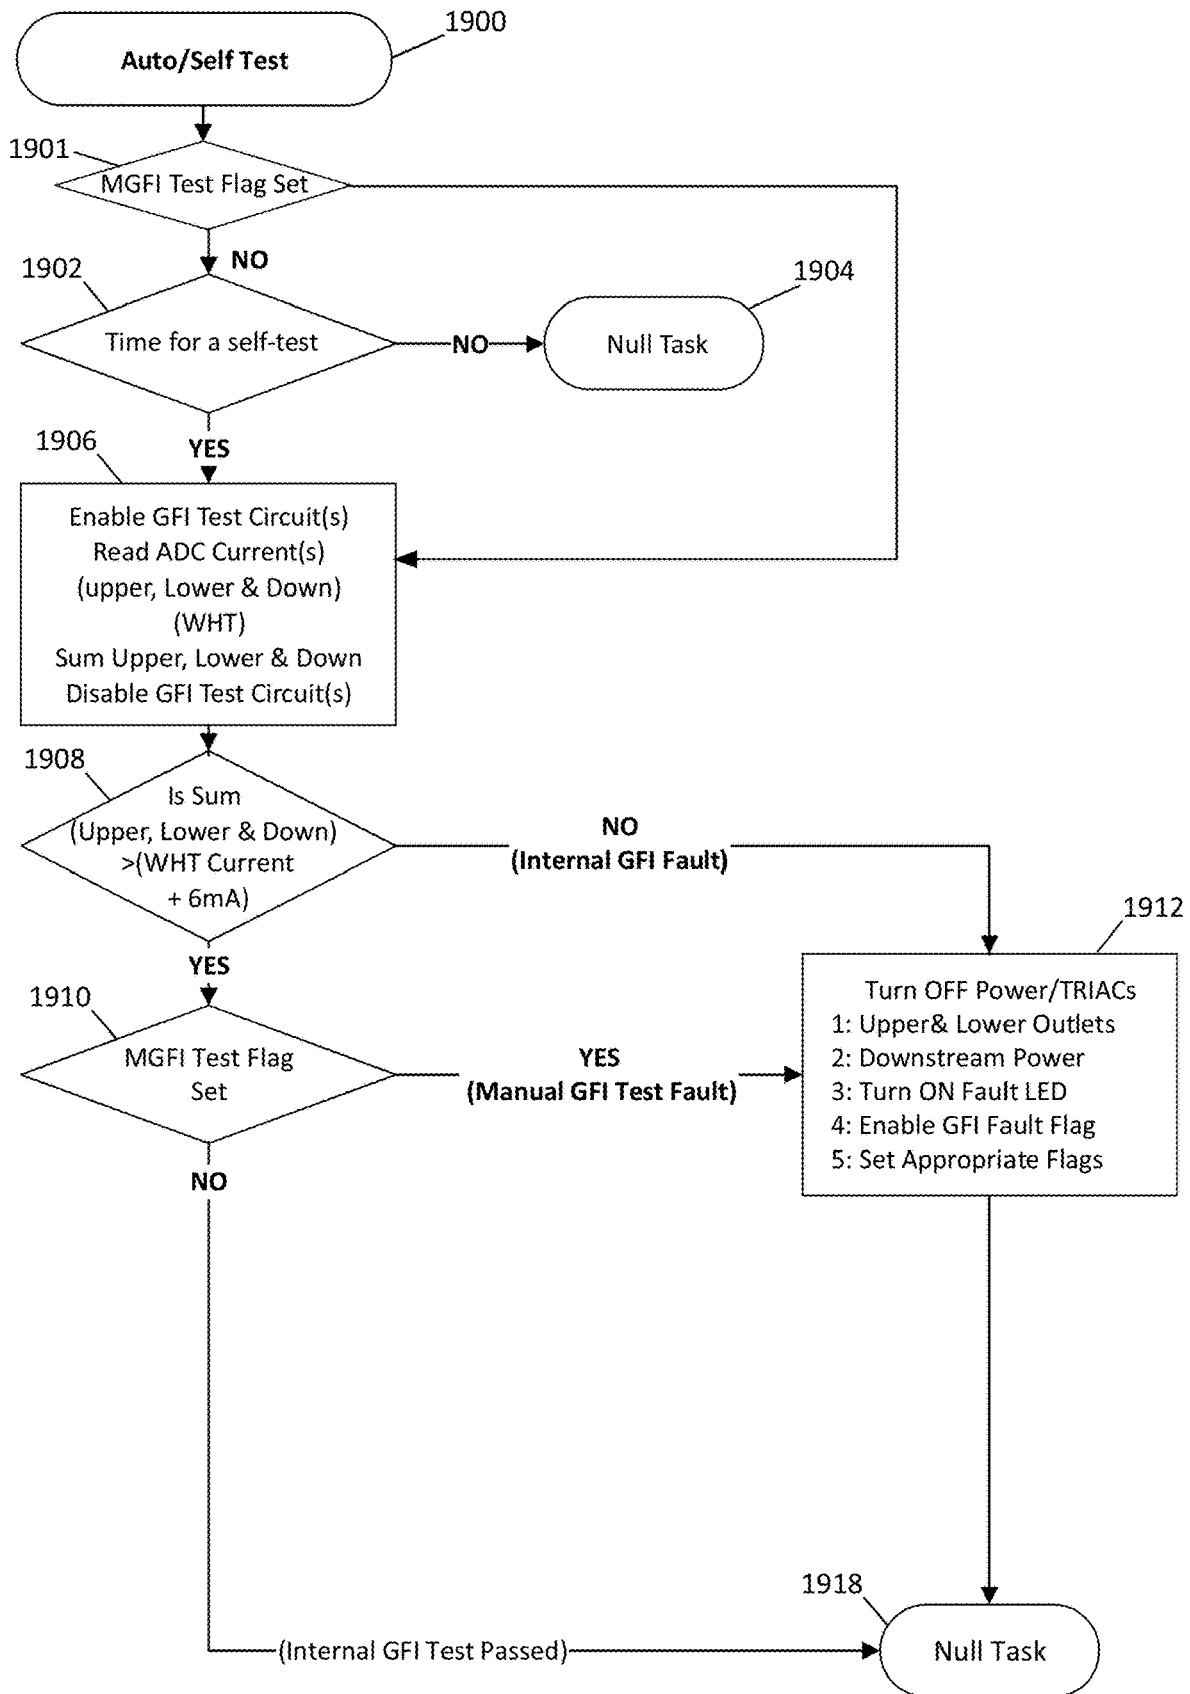 1900
Auto/Self Test
1901
MGFI Test Flag Set
NO
1902
Time for a self-test
NO
1904
Null Task
YES
1906
Enable GFI Test Circuit(s)
Read ADC Current(s)
(upper, Lower & Down)
(WHT)
Sum Upper, Lower & Down
Disable GFI Test Circuit(s)
1908
Is Sum
(Upper, Lower & Down)
>(WHT Current
+ 6mA)
NO
(Internal GFI Fault)
YES
1910
MGFI Test Flag
Set
YES
(Manual GFI Test Fault)
1912
Turn OFF Power/TRIACs
1: Upper& Lower Outlets
2: Downstream Power
3: Turn ON Fault LED
4: Enable GFI Fault Flag
5: Set Appropriate Flags
NO
(Internal GFI Test Passed)
1918
Null Task